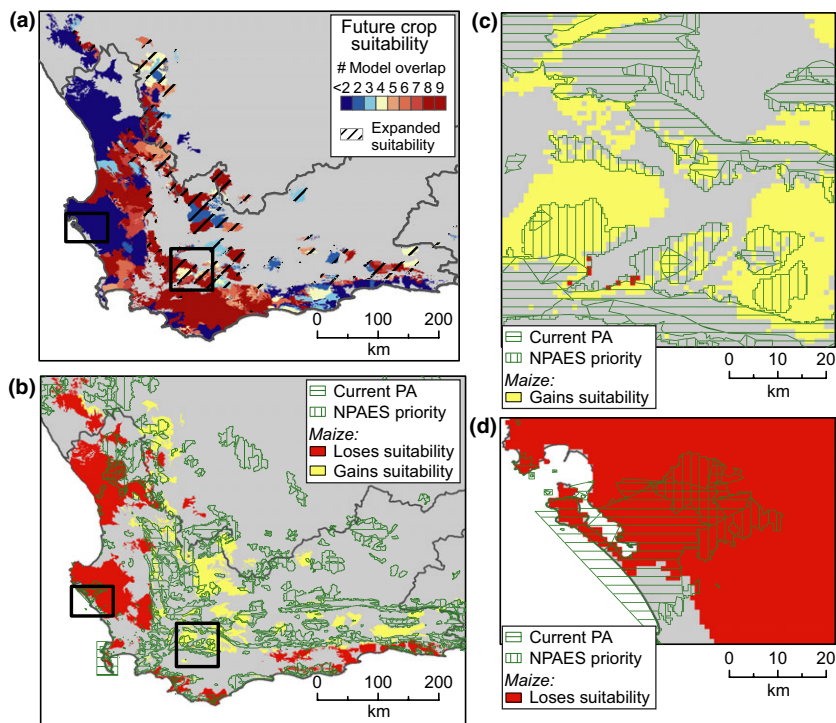 (a)
Future crop
suitability
# Model overlap
<2 2 3 4 5 6 7 8 9
Expanded
suitability
0 100 200
km
(b)
Current PA
NPAES priority
Maize:
Loses suitability
Gains suitability
0 100 200
km
(c)
Current PA
NPAES priority
Maize:
Gains suitability
0 10 20
km
(d)
Current PA
NPAES priority
Maize:
Loses suitability
0 10 20
km